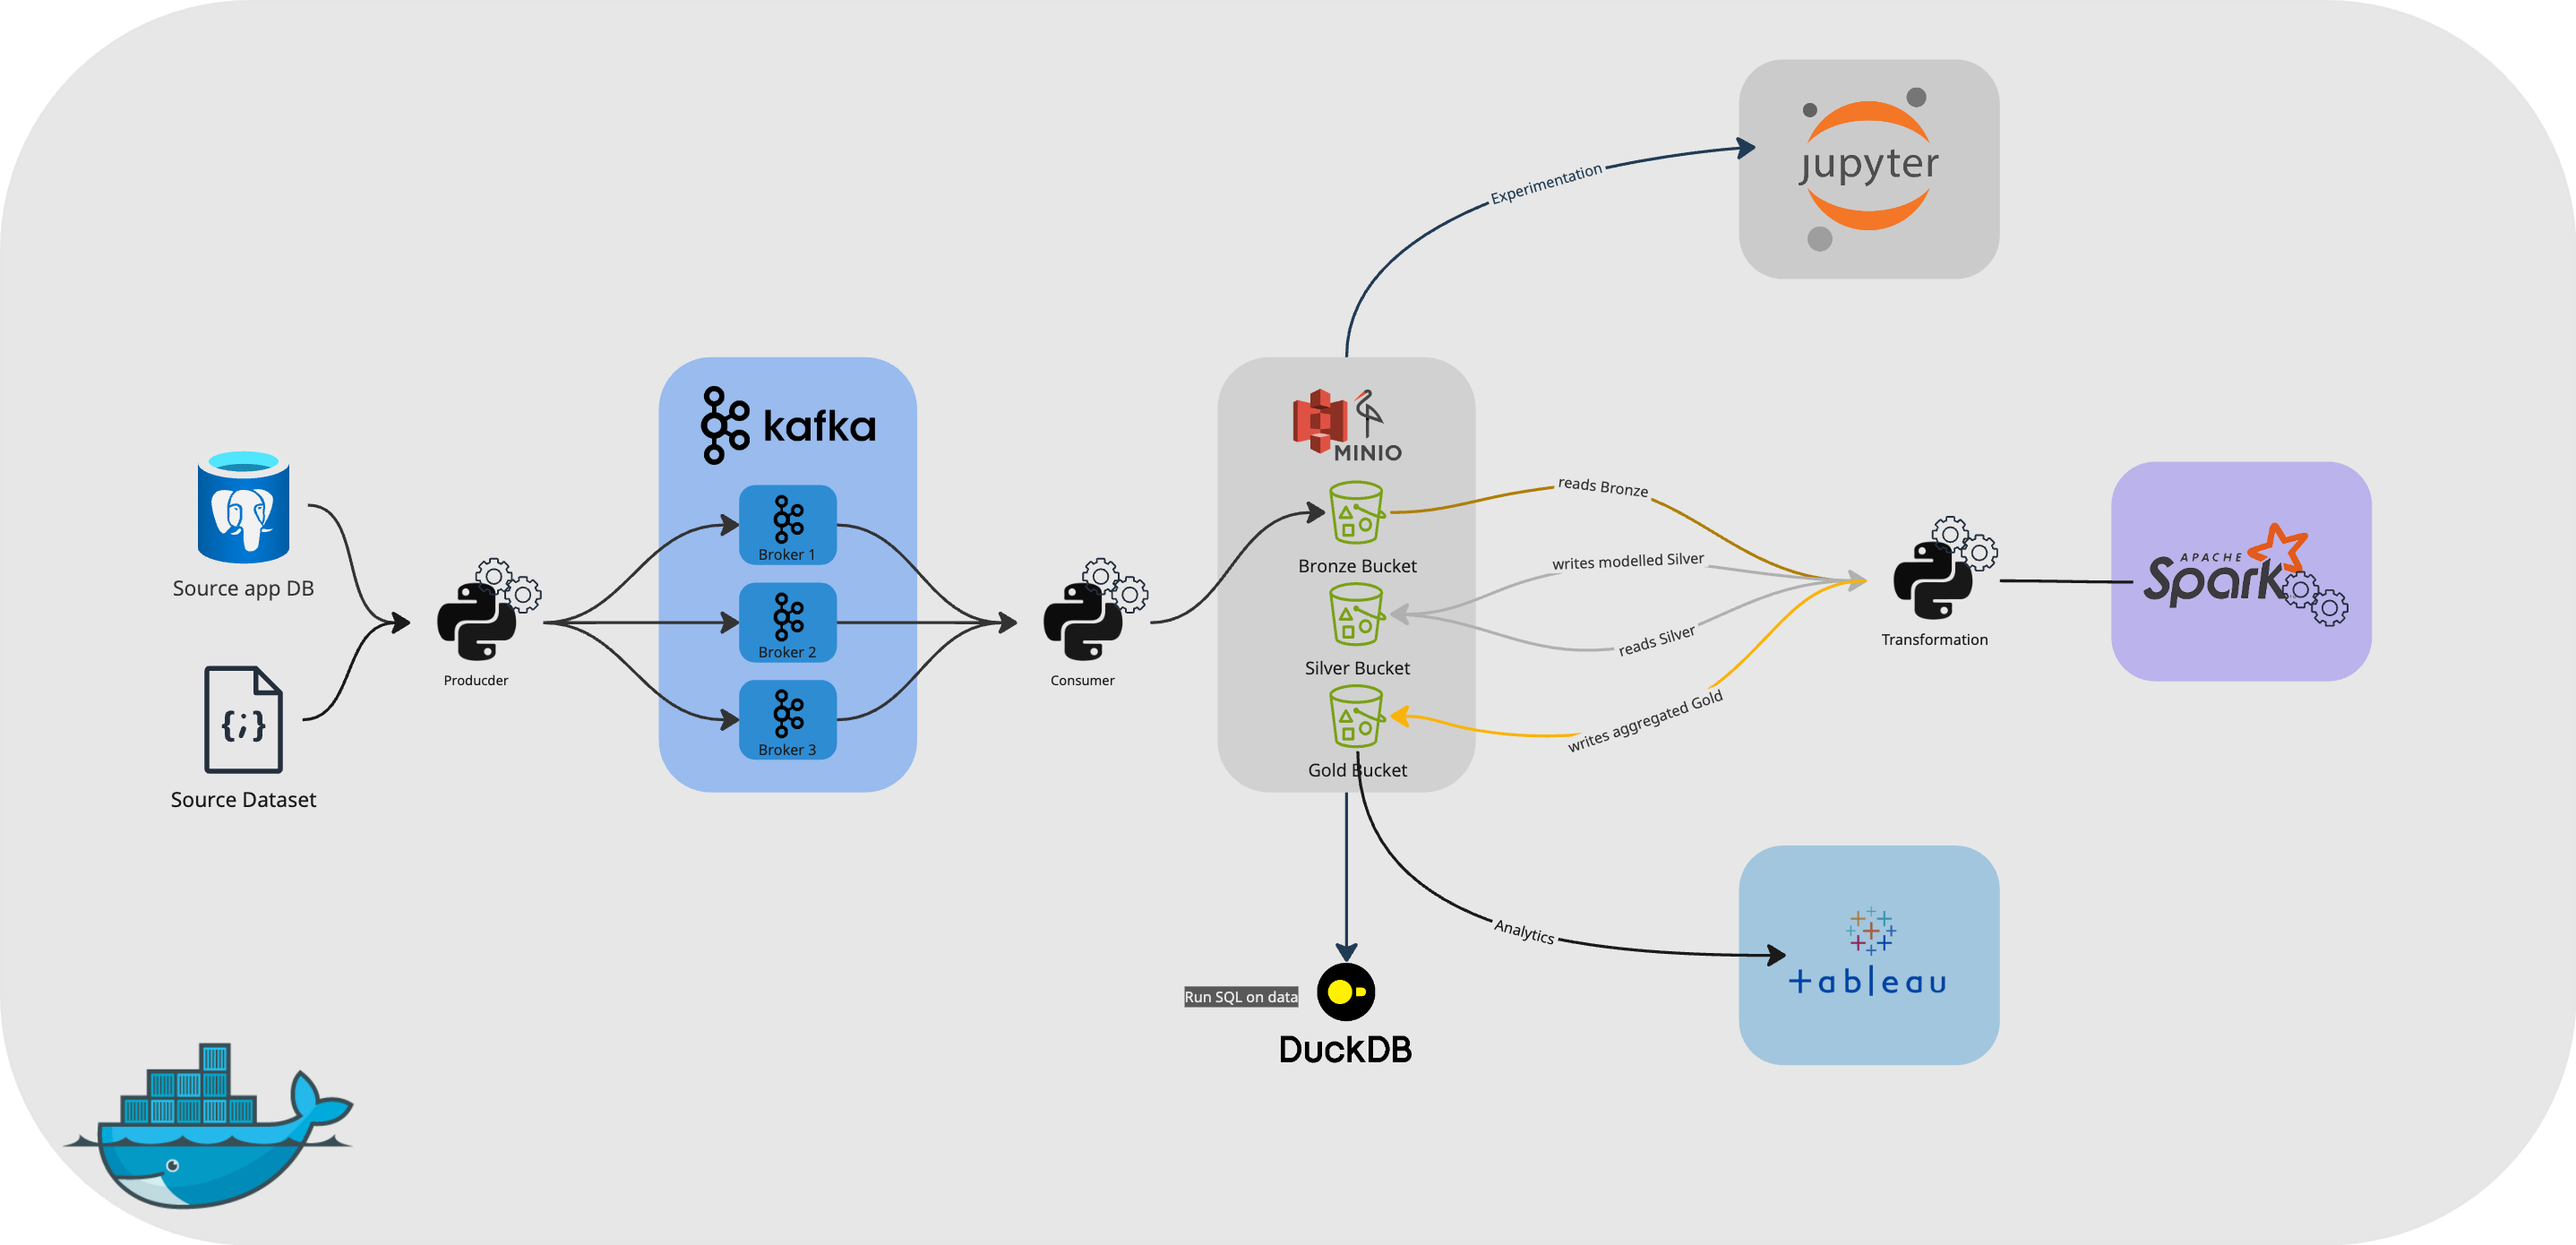 jupyter
Experimentation
kafka
MINIO
Source app DB
Source Dataset
Producder
Broker 1
Broker 2
Broker 3
Consumer
Bronze Bucket
Silver Bucket
Gold Bucket
reads Bronze
writes modelled Silver
reads Silver
writes aggregated Gold
Transformation
APACHE
Spark
Analytics
+ableau
Run SQL on data
DuckDB